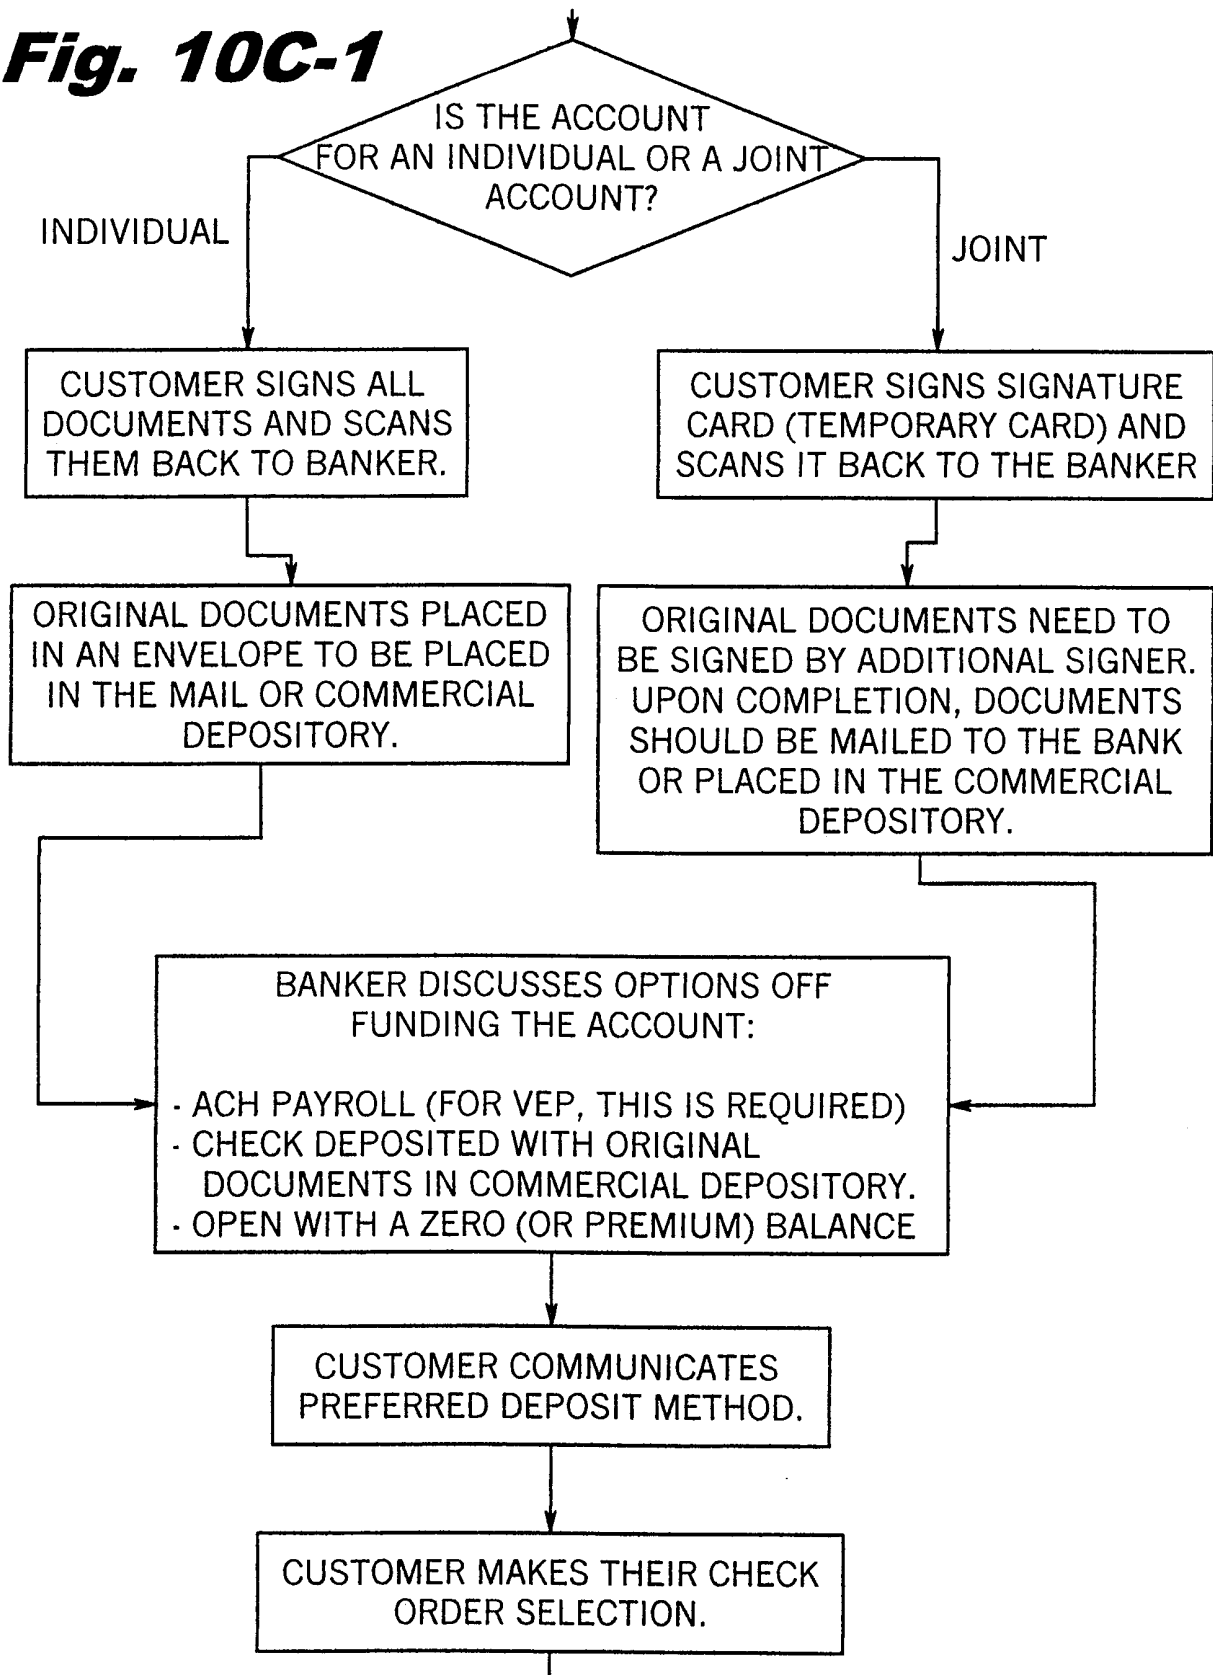 Fig. 10C-1
IS THE ACCOUNT
FOR AN INDIVIDUAL OR A JOINT
ACCOUNT?
INDIVIDUAL
JOINT
CUSTOMER SIGNS ALL
DOCUMENTS AND SCANS
THEM BACK TO BANKER.
CUSTOMER SIGNS SIGNATURE
CARD (TEMPORARY CARD) AND
SCANS IT BACK TO THE BANKER
ORIGINAL DOCUMENTS PLACED
IN AN ENVELOPE TO BE PLACED
IN THE MAIL OR COMMERCIAL
DEPOSITORY.
ORIGINAL DOCUMENTS NEED TO
BE SIGNED BY ADDITIONAL SIGNER.
UPON COMPLETION, DOCUMENTS
SHOULD BE MAILED TO THE BANK
OR PLACED IN THE COMMERCIAL
DEPOSITORY.
BANKER DISCUSSES OPTIONS OFF
FUNDING THE ACCOUNT:
- ACH PAYROLL (FOR VEP, THIS IS REQUIRED)
- CHECK DEPOSITED WITH ORIGINAL
DOCUMENTS IN COMMERCIAL DEPOSITORY.
- OPEN WITH A ZERO (OR PREMIUM) BALANCE
CUSTOMER COMMUNICATES
PREFERRED DEPOSIT METHOD.
CUSTOMER MAKES THEIR CHECK
ORDER SELECTION.